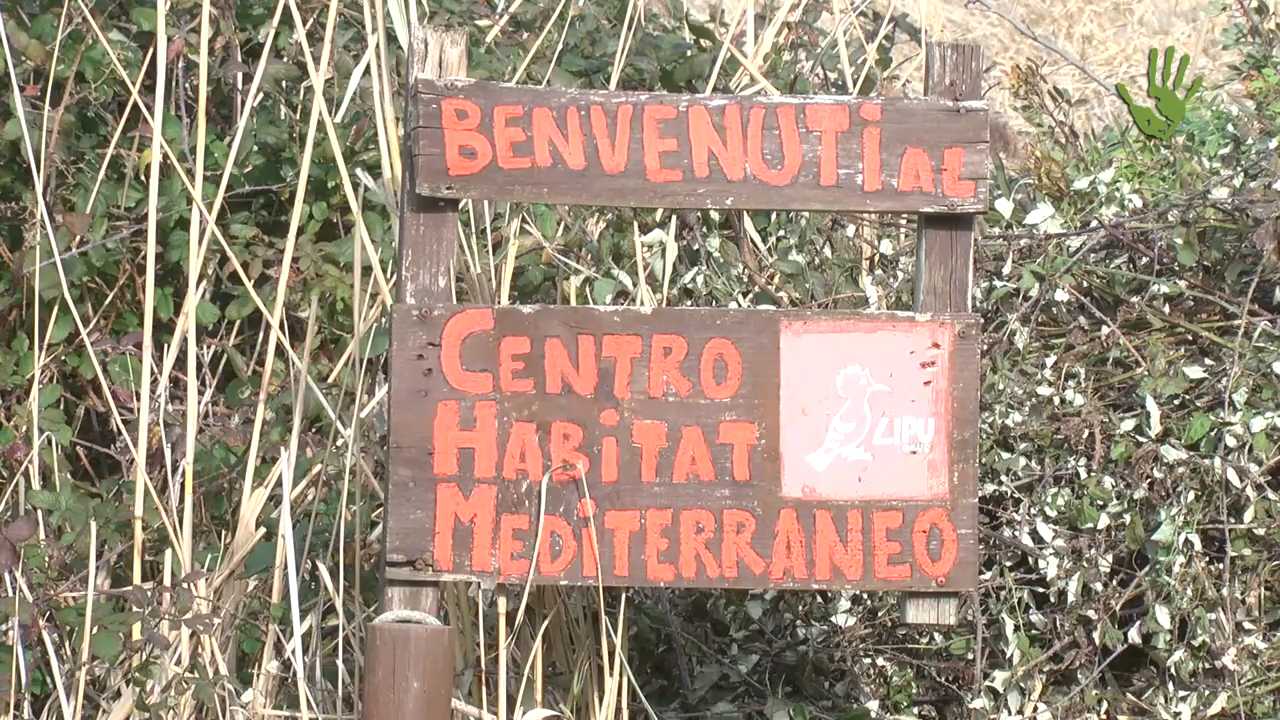 BENVENUTI AL
CENTRO
HABITAT
MEDITERRANEO
LIPU